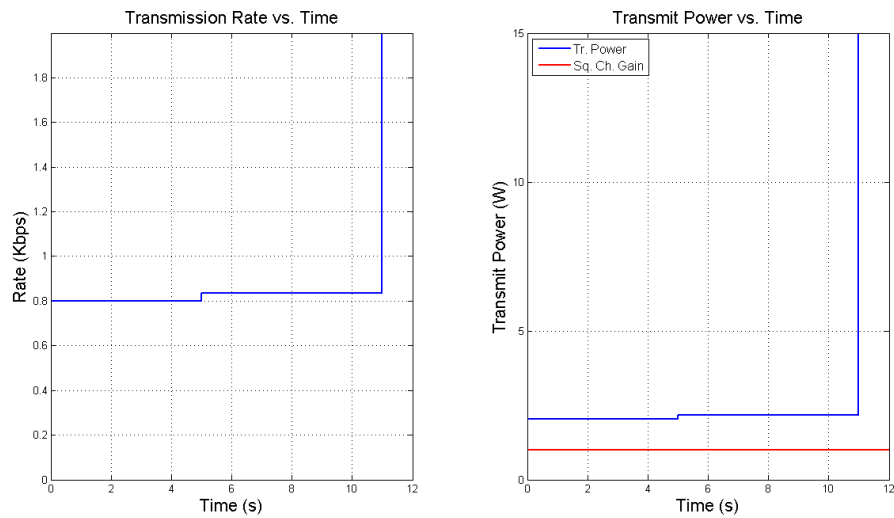 Transmission Rate vs. Time
Rate (Kbps)
1.8
1.6
1.4
1.2
1
0.8
0.6
0.4
0.2
0
0 2 4 6 8 10 12
Time (s)
Transmit Power vs. Time
Tr. Power
Sq. Ch. Gain
Transmit Power (W)
15
10
5
0
0 2 4 6 8 10 12
Time (s)